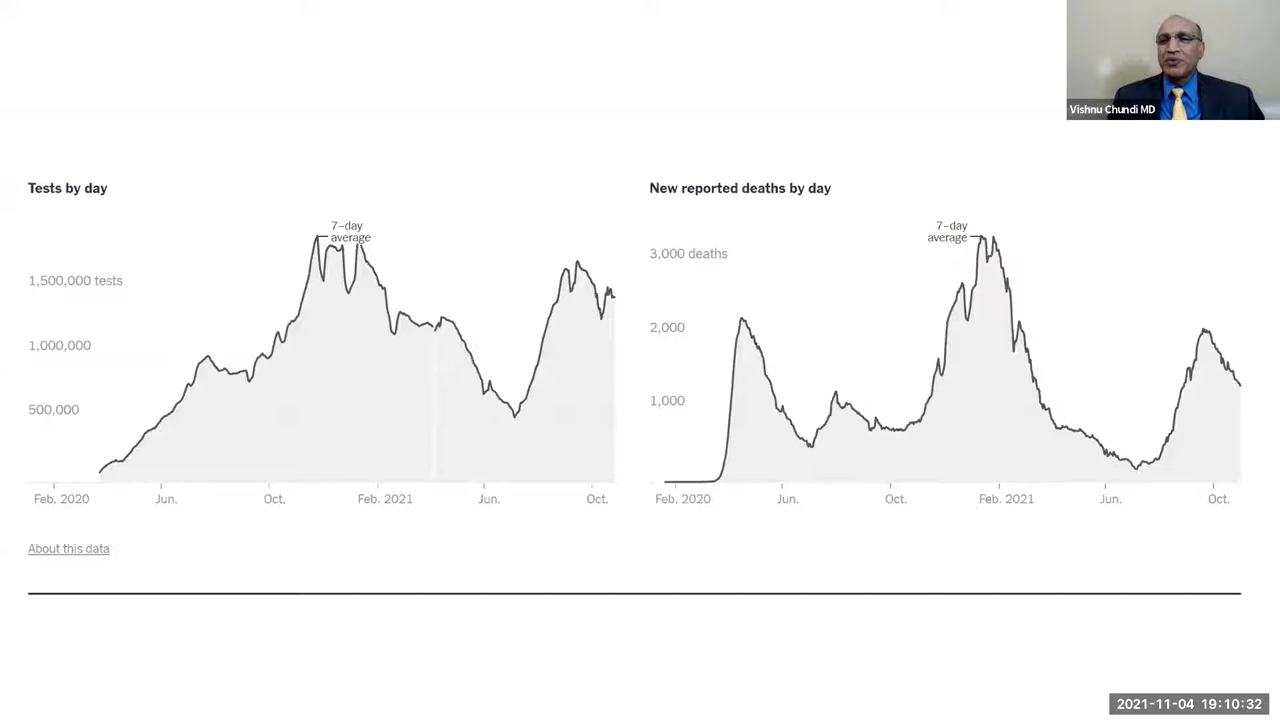 Vishnu Chundi MD
Tests by day
7-day
average
1,500,000 tests
1,000,000
500,000
Feb. 2020
Jun.
Oct.
Feb. 2021
Jun.
Oct.
New reported deaths by day
7-day
average
3,000 deaths
2,000
1,000
Feb. 2020
Jun.
Oct.
Feb. 2021
Jun.
Oct.
About this data
2021-11-04 19:10:32